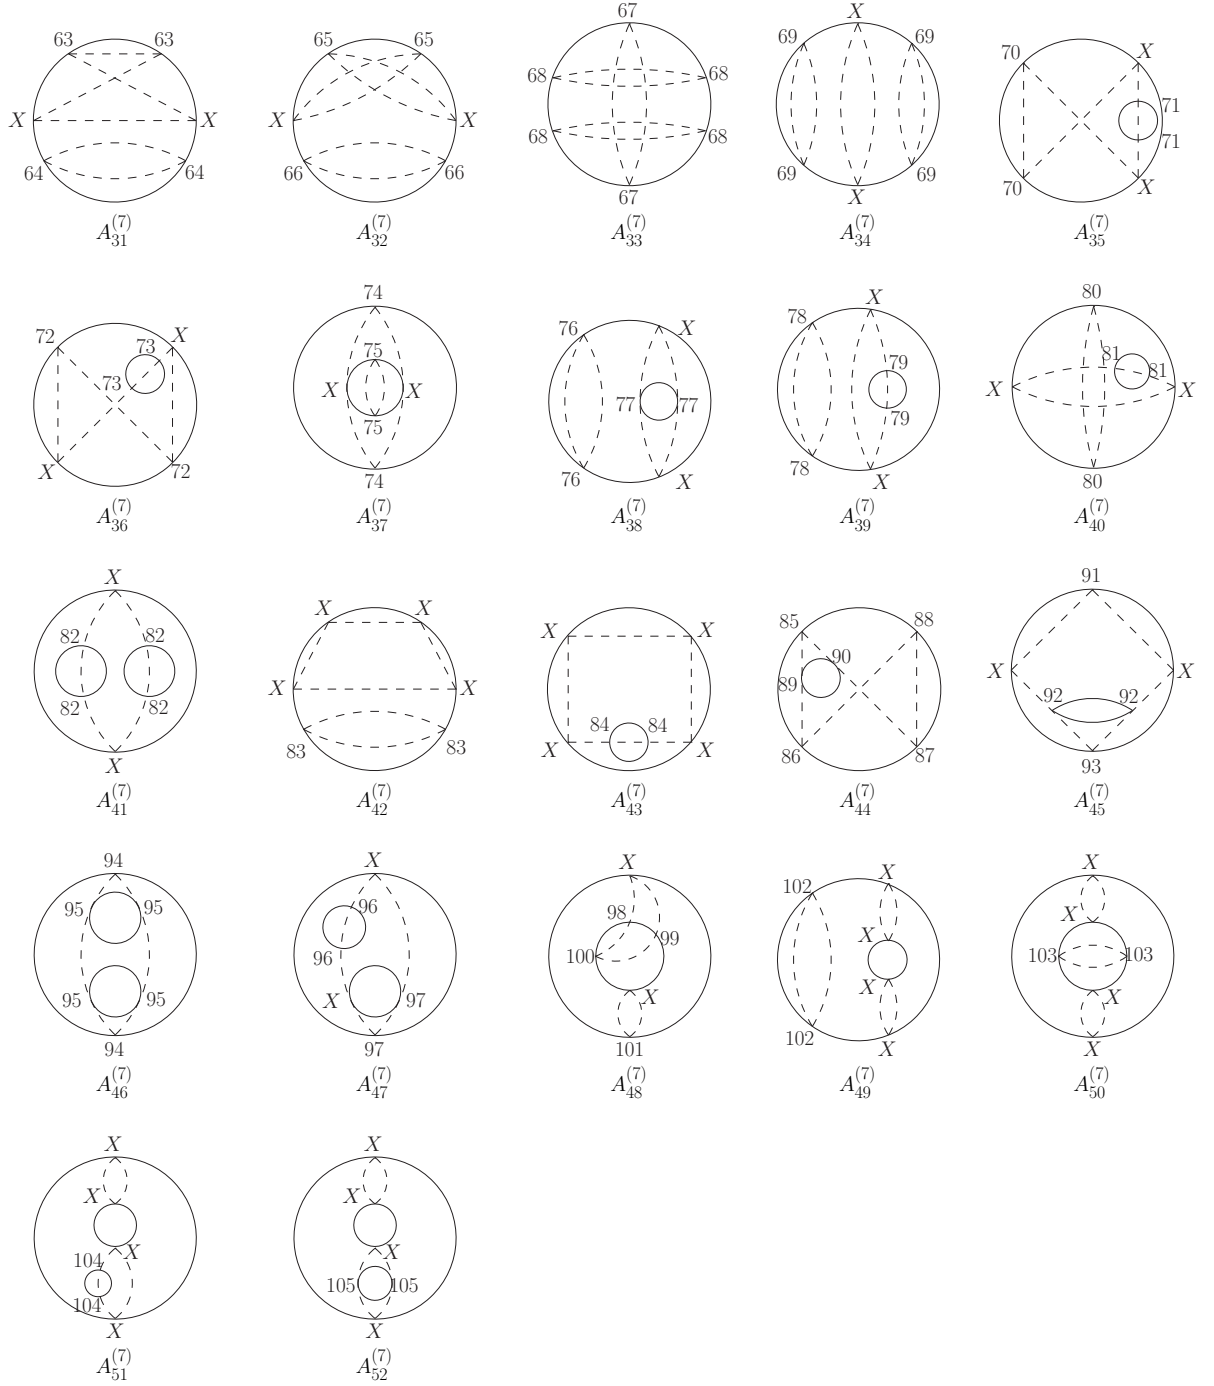 63 63 65 65 67 X X
69 69 70 X
68 68
71
X X X X 71
68 68
64 64 66 66 69 69 70 X
67 X
A_{31}^{(7)} A_{32}^{(7)} A_{33}^{(7)} A_{34}^{(7)} A_{35}^{(7)}
72 X 74 76 X 78 X 80
73 75 79 81 81
73 X X 77 77 X X
75 79
X 72 74 76 X 78 X 80
A_{36}^{(7)} A_{37}^{(7)} A_{38}^{(7)} A_{39}^{(7)} A_{40}^{(7)}
X X X X X 85 88 91
82 82 90
X X 89 X X
82 82 83 83 84 84 92 92
X X X 86 87 93
A_{41}^{(7)} A_{42}^{(7)} A_{43}^{(7)} A_{44}^{(7)} A_{45}^{(7)}
94 X X 102 X X
95 95 96 98 X X
96 100 99 103 103
95 95 X 97 X X X
94 97 101 102 X X
A_{46}^{(7)} A_{47}^{(7)} A_{48}^{(7)} A_{49}^{(7)} A_{50}^{(7)}
X X
X X
104 X X
104 105 105
X X
A_{51}^{(7)} A_{52}^{(7)}